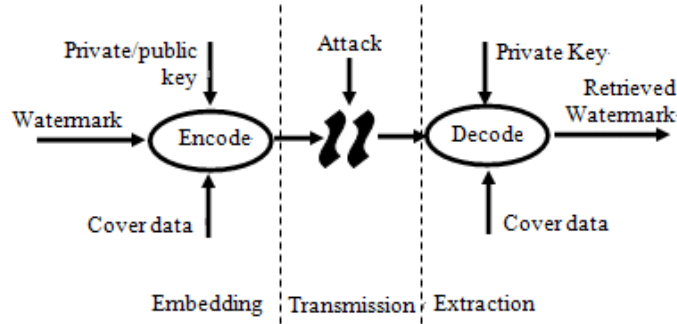 Private/public
key
Attack
Private Key
Retrieved
Watermark
Watermark
Encode
Decode
Cover data
Cover data
Embedding
Transmission
Extraction